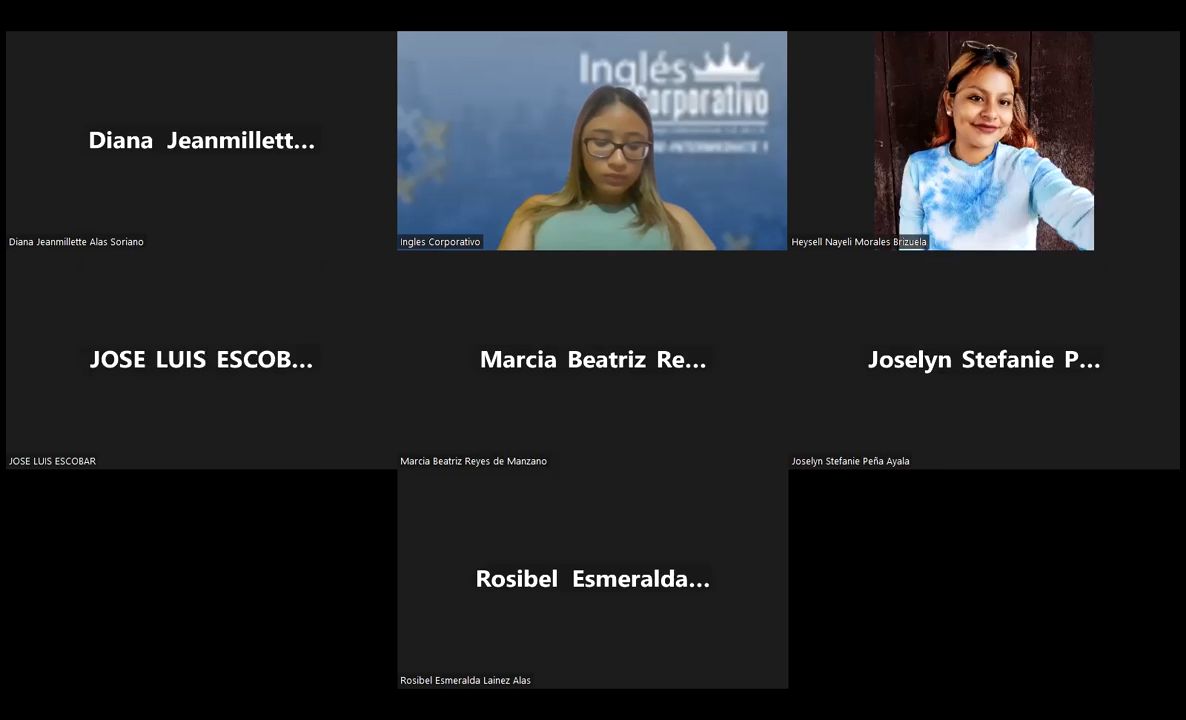 Diana Jeanmillett...
Diana Jeanmillette Alas Soriano
Inglés
Corporativo
Ingles Corporativo
Heysell Nayeli Morales Brizuela
JOSE LUIS ESCOB...
JOSE LUIS ESCOBAR
Marcia Beatriz Re...
Marcia Beatriz Reyes de Manzano
Joselyn Stefanie P...
Joselyn Stefanie Peña Ayala
Rosibel Esmeralda...
Rosibel Esmeralda Lainez Alas